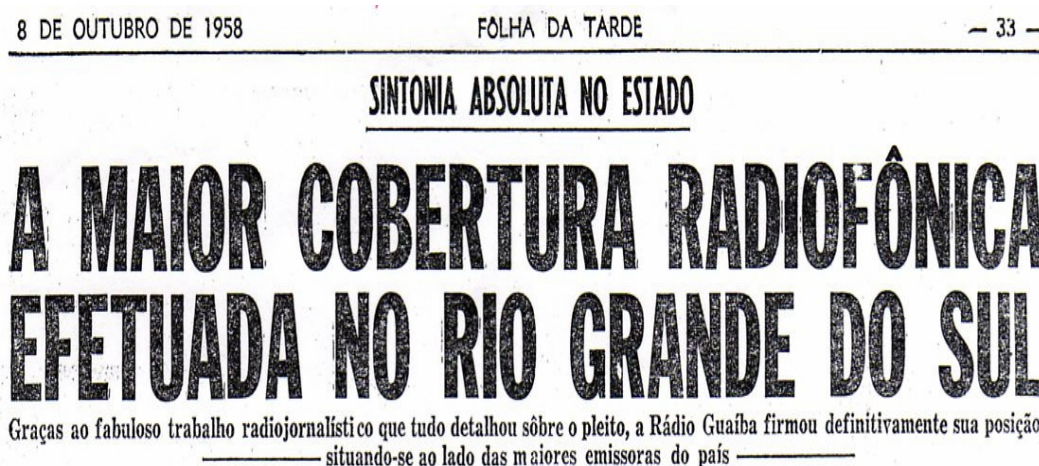 8 DE OUTUBRO DE 1958 FÔLHA DA TARDE — 33 —
SINTONIA ABSOLUTA NO ESTADO
A MAIOR COBERTURA RADIOFÔNICA
EFETUADA NO RIO GRANDE DO SUL
Graças ao fabuloso trabalho radiojornalístico que tudo detalhou sôbre o pleito, a Rádio Guaíba firmou definitivamente sua posição
situando-se ao lado das maiores emissoras do país